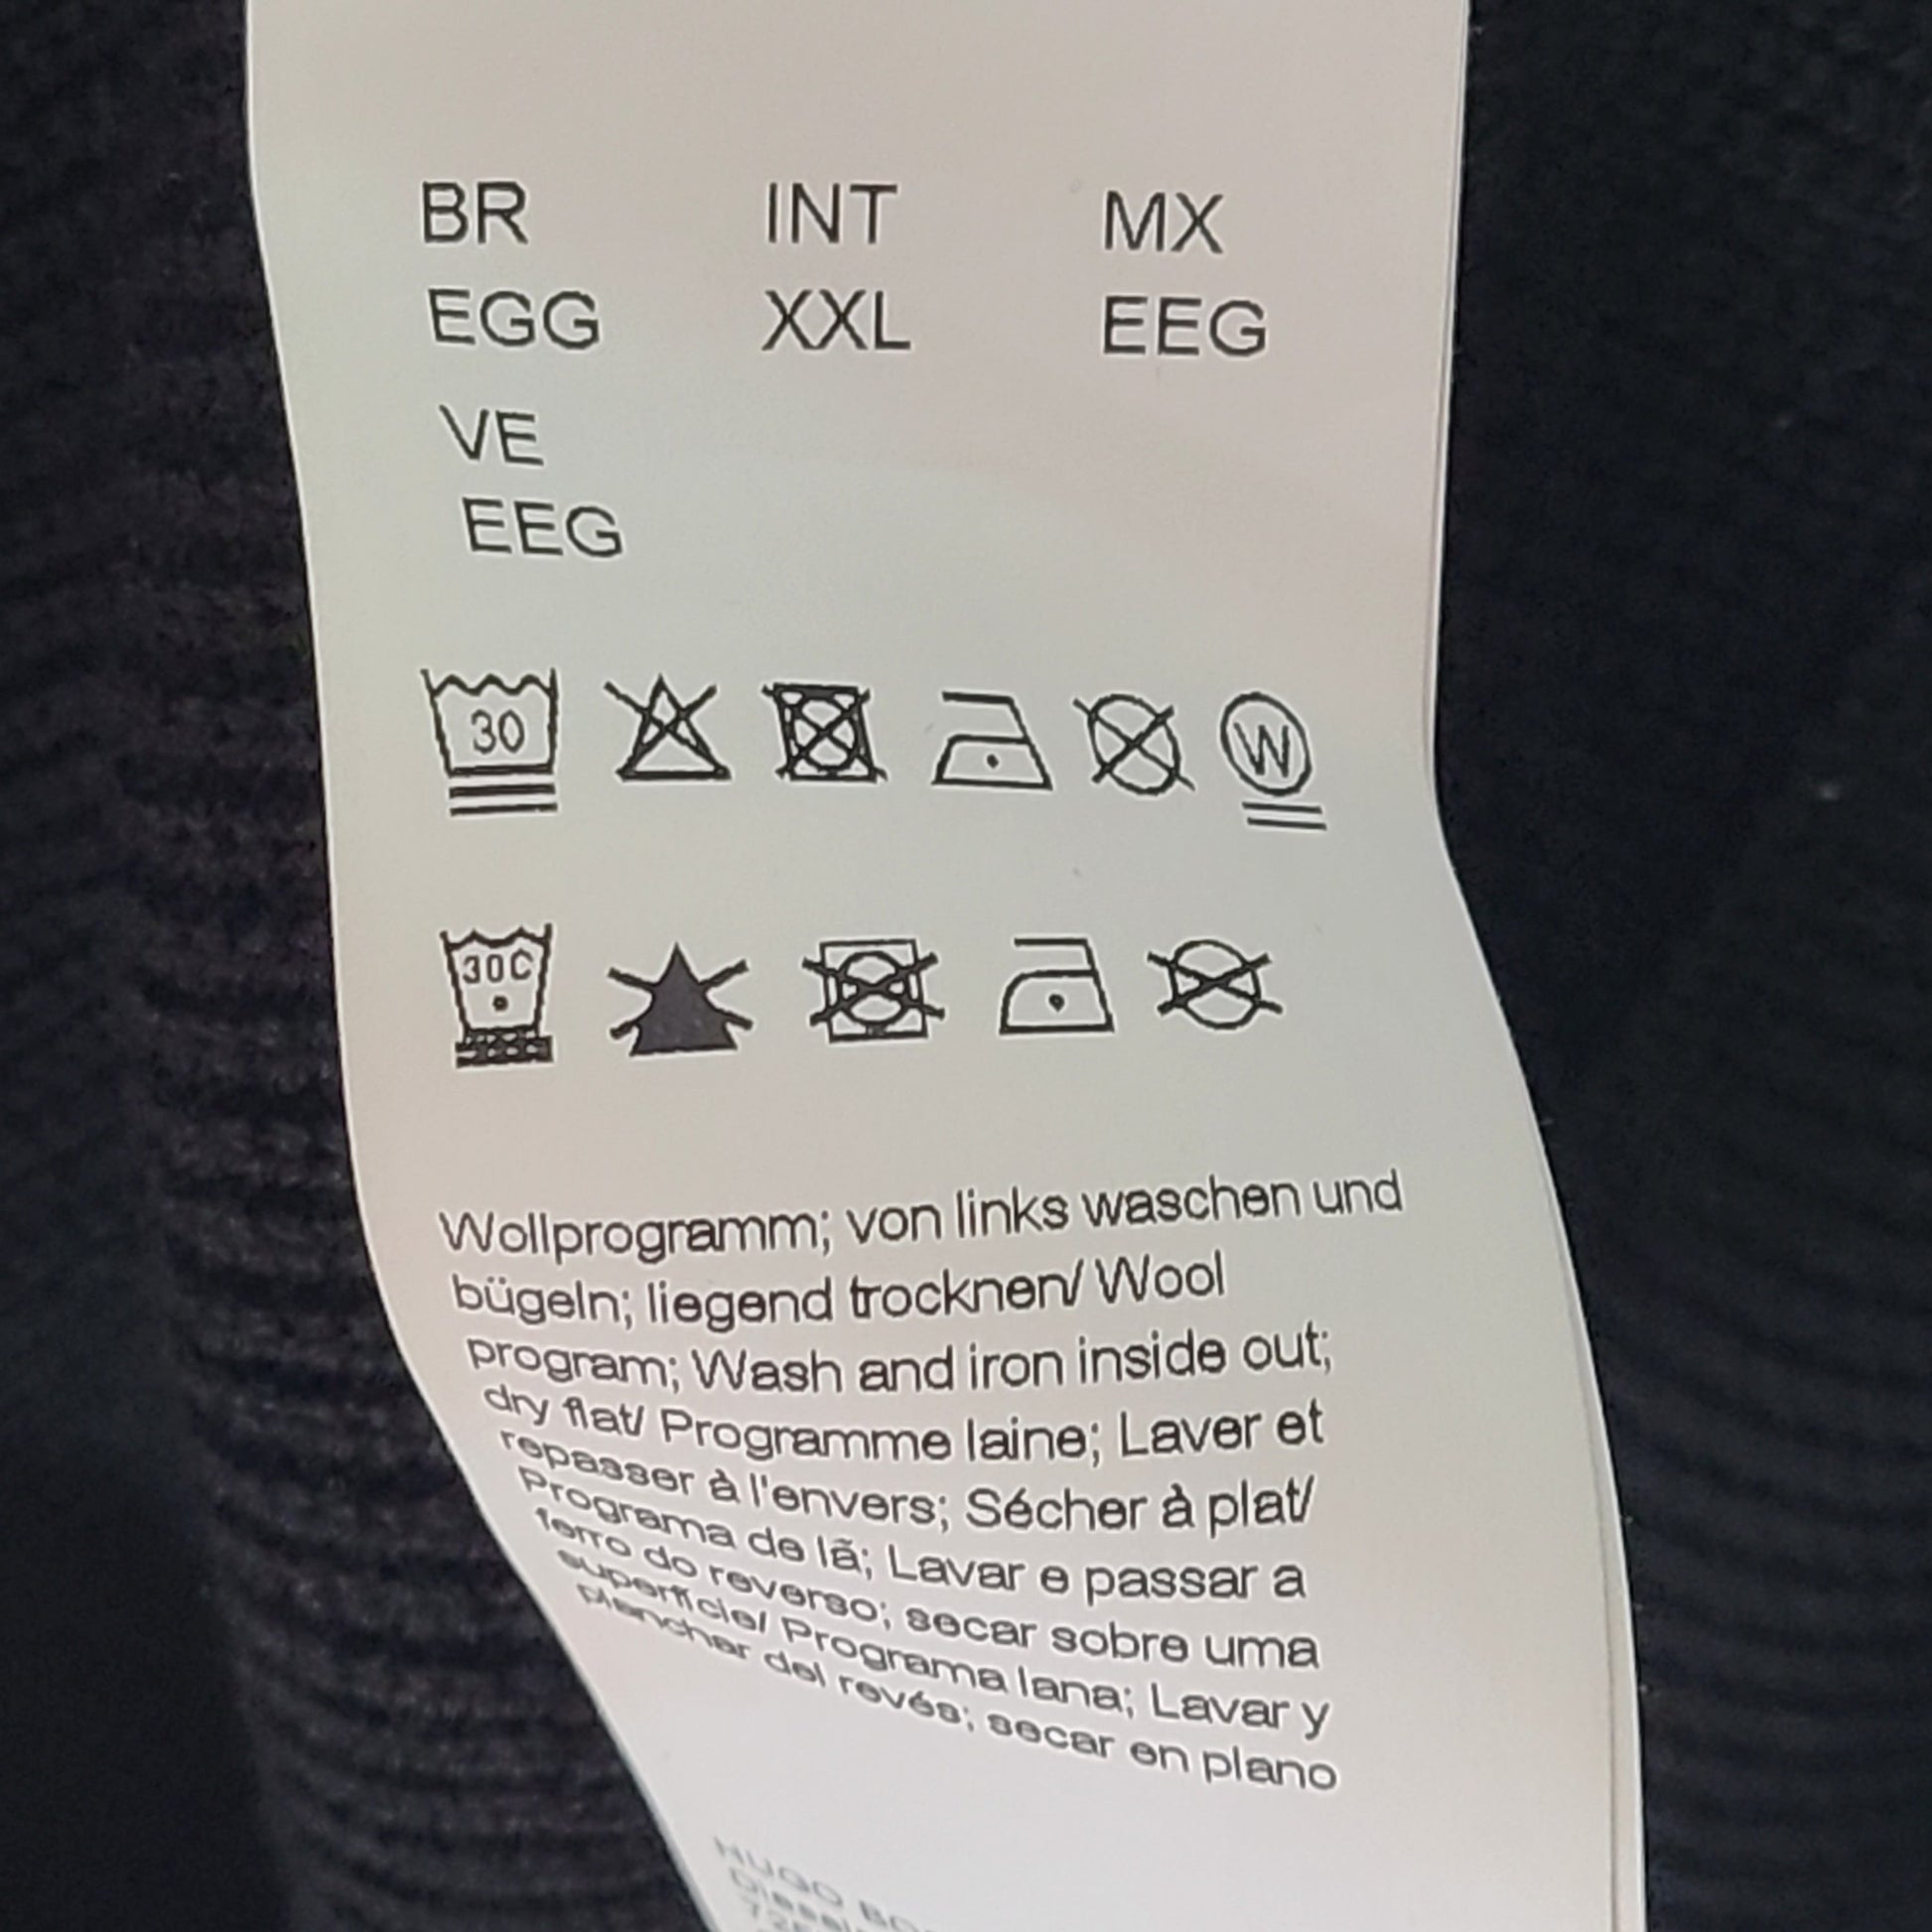 BR INT MX
EGG XXL EEG
VE
EEG
30 W
30C
Wollprogramm; von links waschen und
bügeln; liegend trocknen/ Wool
program; Wash and iron inside out;
dry flat/ Programme laine; Laver et
repasser à l'envers; Sécher à plat/
Programa de lã; Lavar e passar a
ferro do reverso; secar sobre uma
superfície/ Programa lana; Lavar y
planchar del revés; secar en plano
HUGO